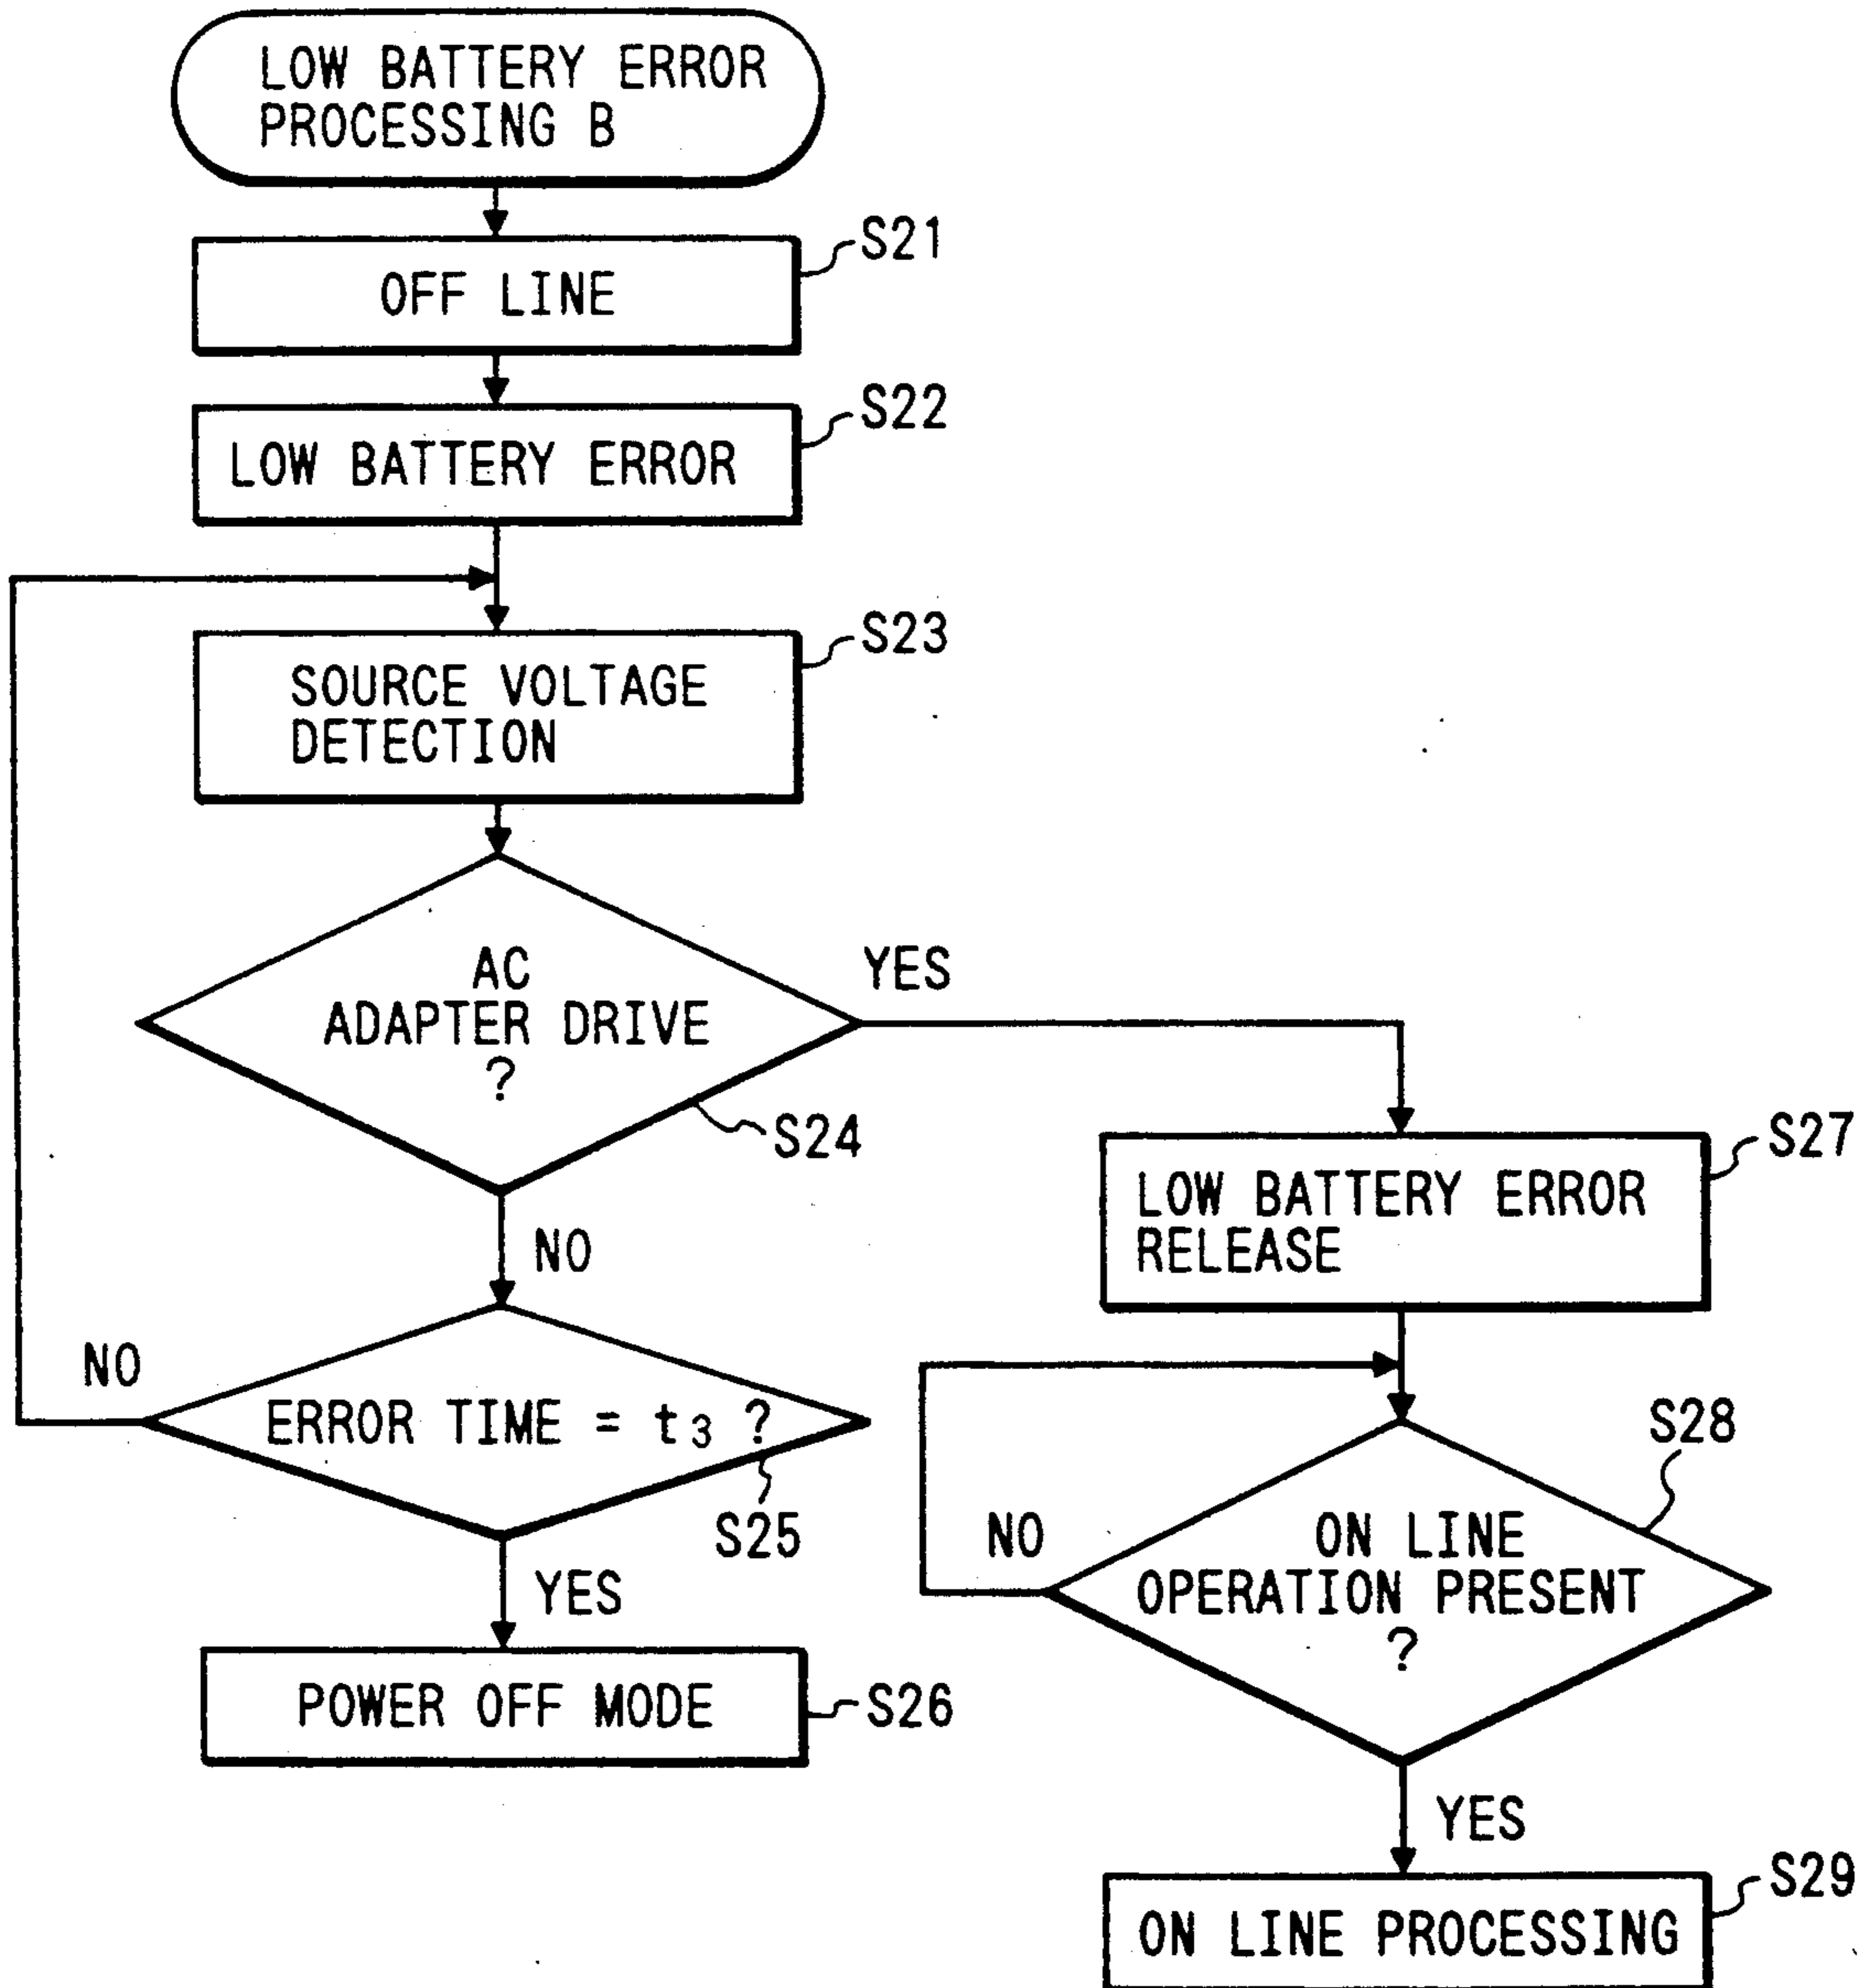 LOW BATTERY ERROR
PROCESSING B
S21
OFF LINE
S22
LOW BATTERY ERROR
S23
SOURCE VOLTAGE
DETECTION
AC
ADAPTER DRIVE
?
YES
S24
NO
S27
LOW BATTERY ERROR
RELEASE
NO
ERROR TIME = t3 ?
S25
YES
S28
NO
ON LINE
OPERATION PRESENT
?
POWER OFF MODE
S26
YES
S29
ON LINE PROCESSING